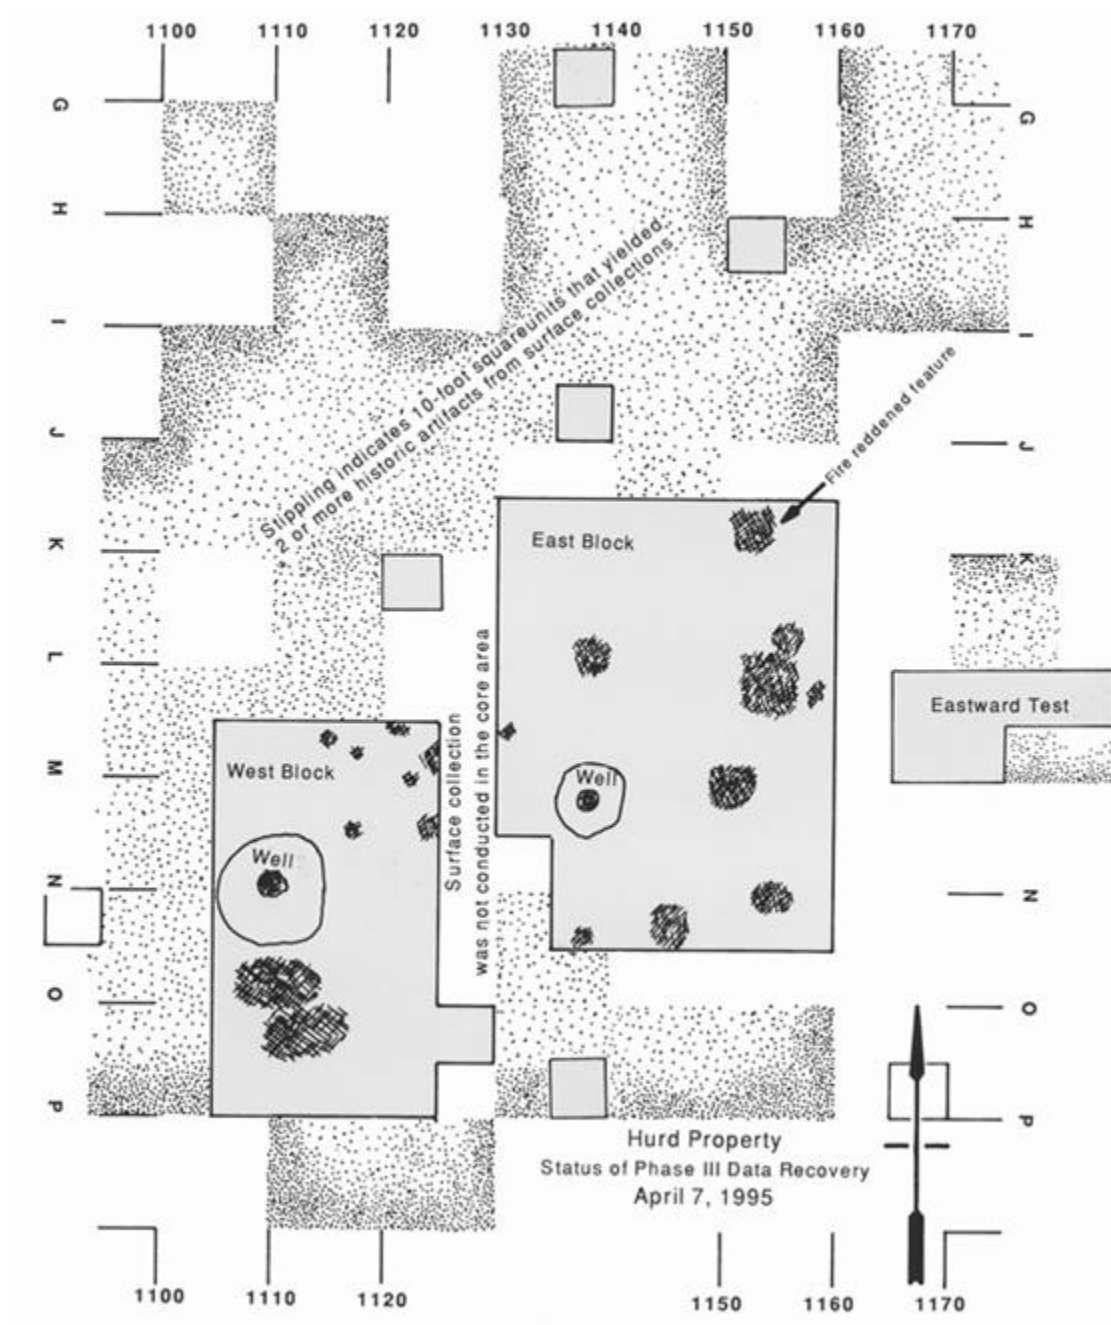 1100 1110 1120 1130 1140 1150 1160 1170
G
G
H
H
I
I
J
J
K
K
L
M
N
N
O
O
P
P
Stippling indicates 10-foot squareunits that yielded
2 or more historic artifacts from surface collections
Fire reddened feature
East Block
Well
Surface collection
was not conducted in the core area
West Block
Well
Eastward Test
Hurd Property
Status of Phase III Data Recovery
April 7, 1995
1100 1110 1120 1150 1160 1170